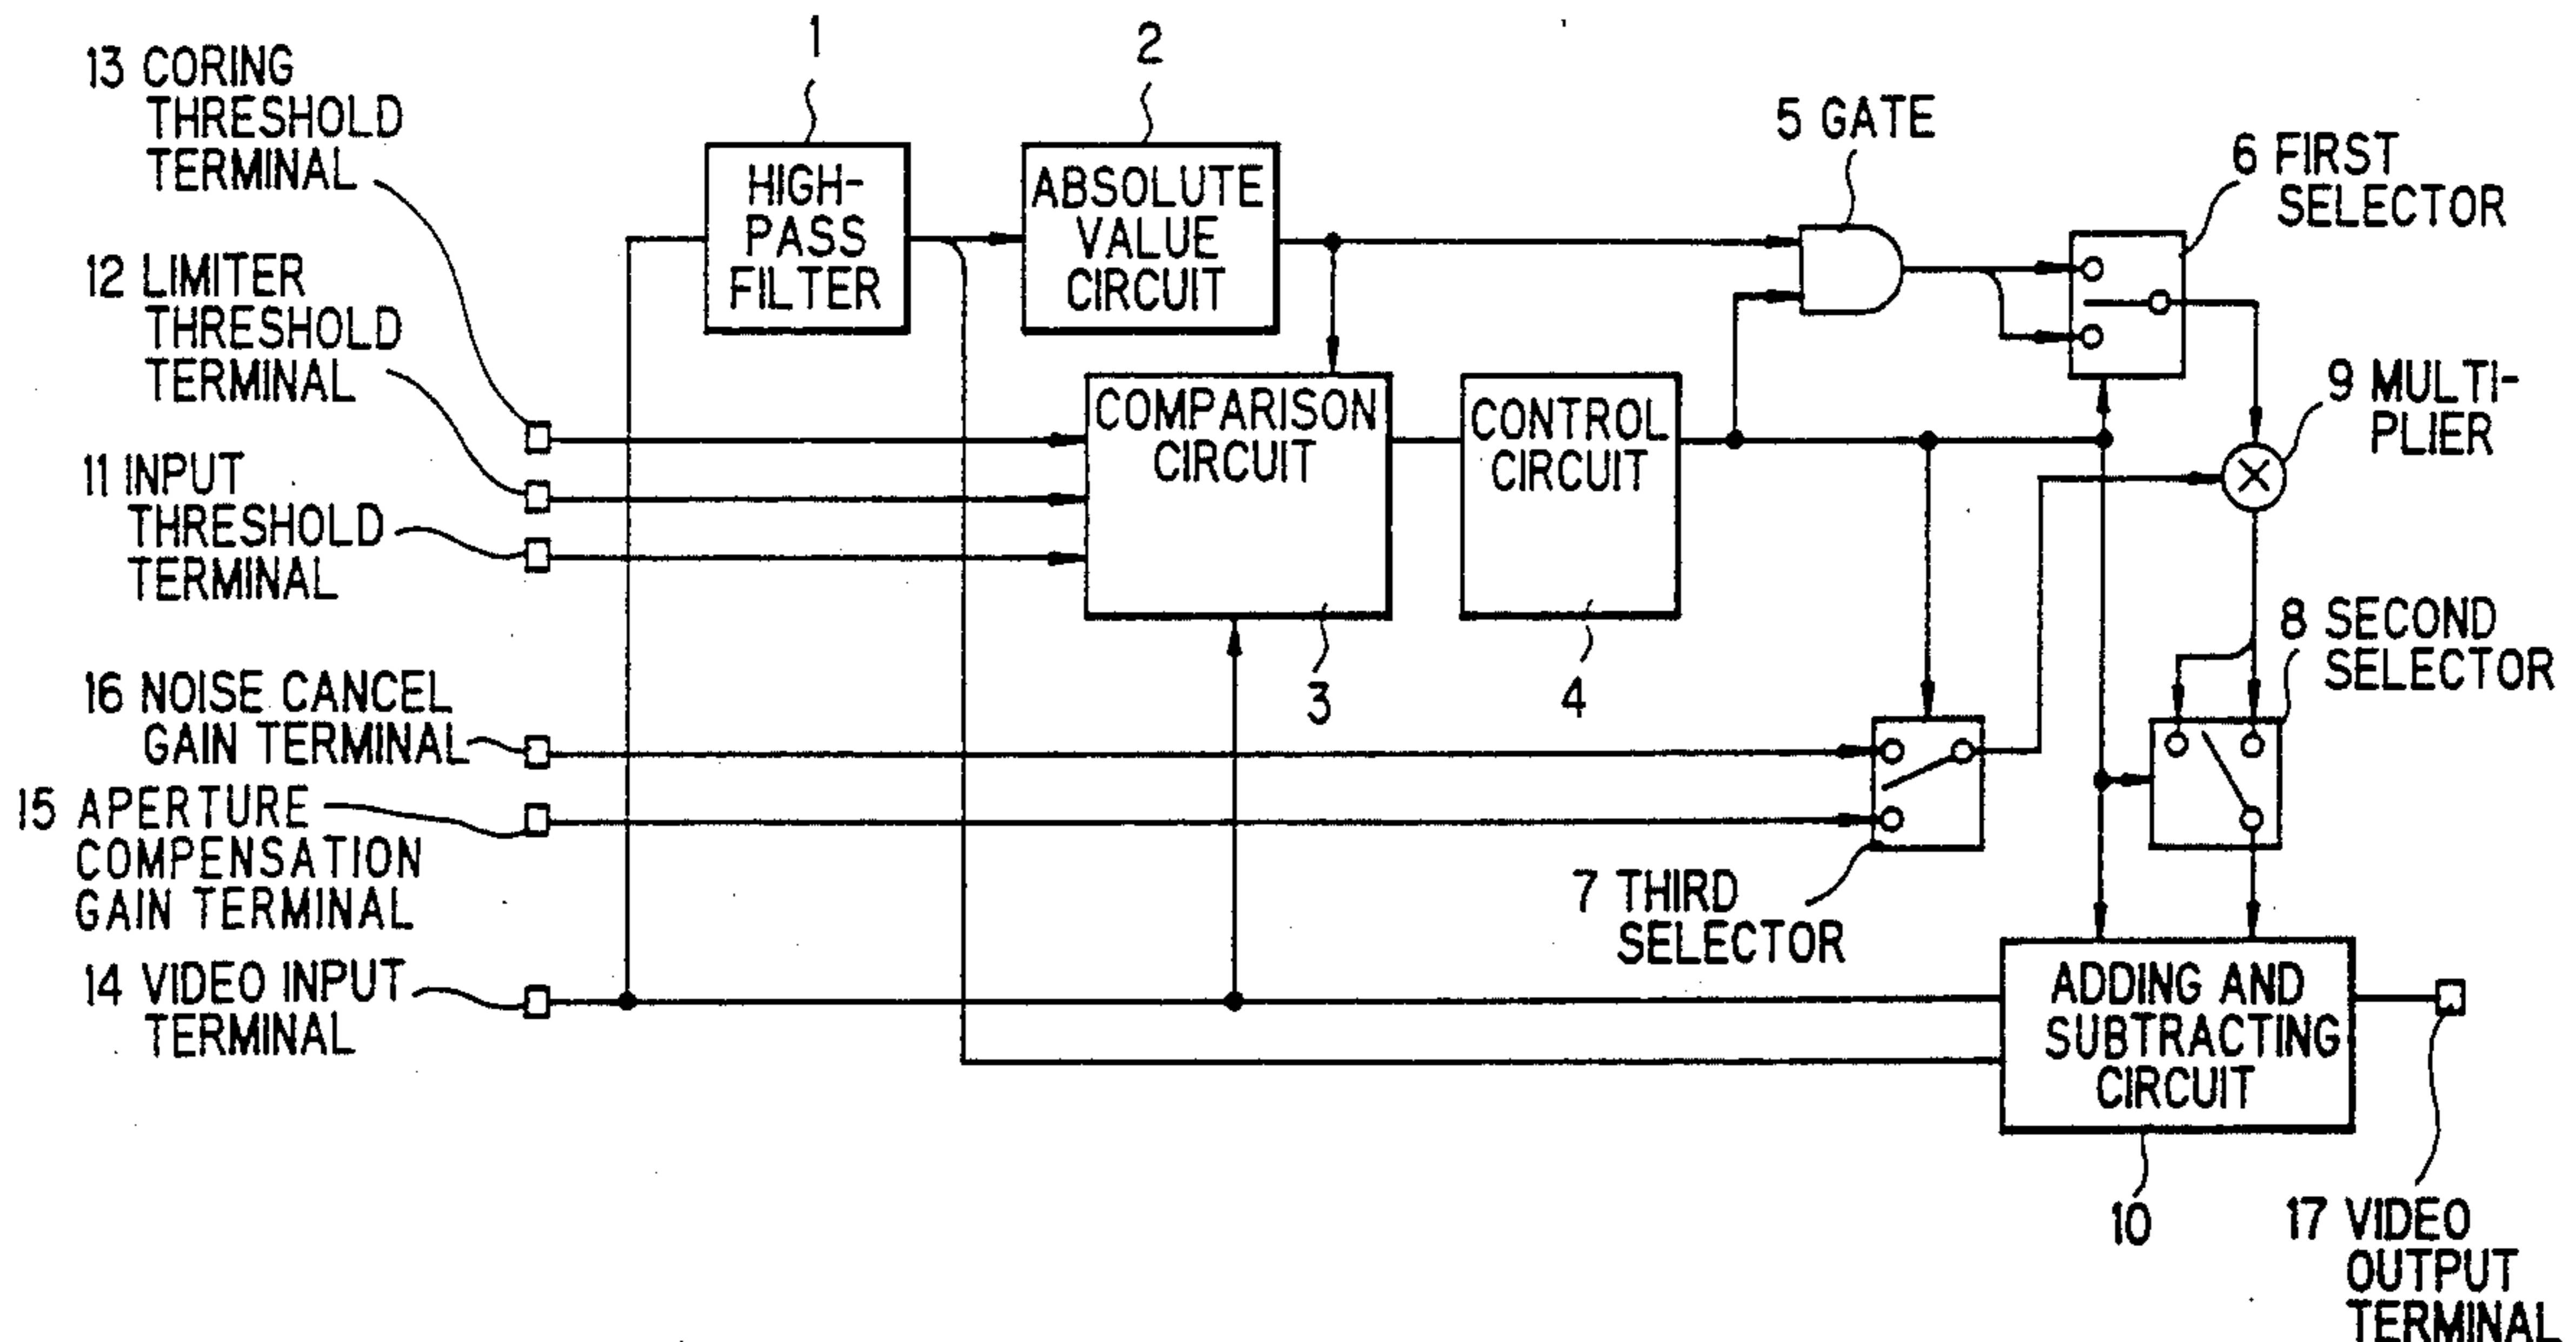 1
2
13 CORING
THRESHOLD
TERMINAL
5 GATE
6 FIRST
SELECTOR
HIGH-
PASS
FILTER
ABSOLUTE
VALUE
CIRCUIT
12 LIMITER
THRESHOLD
TERMINAL
9 MULTI-
PLIER
COMPARISON
CIRCUIT
CONTROL
CIRCUIT
11 INPUT
THRESHOLD
TERMINAL
3
4
8 SECOND
SELECTOR
16 NOISE CANCEL
GAIN TERMINAL
15 APERTURE
COMPENSATION
GAIN TERMINAL
7 THIRD
SELECTOR
14 VIDEO INPUT
TERMINAL
ADDING AND
SUBTRACTING
CIRCUIT
10
17 VIDEO
OUTPUT
TERMINAL